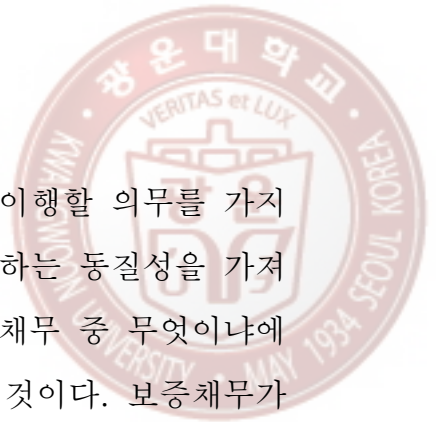 광운대학교
VERITAS et LUX
KWANGWOON UNIVERSITY • MAY 1934 SEOUL KOREA
이행할 의무를 가지
하는 동질성을 가져
채무 중 무엇이냐에
것이다. 보증채무가